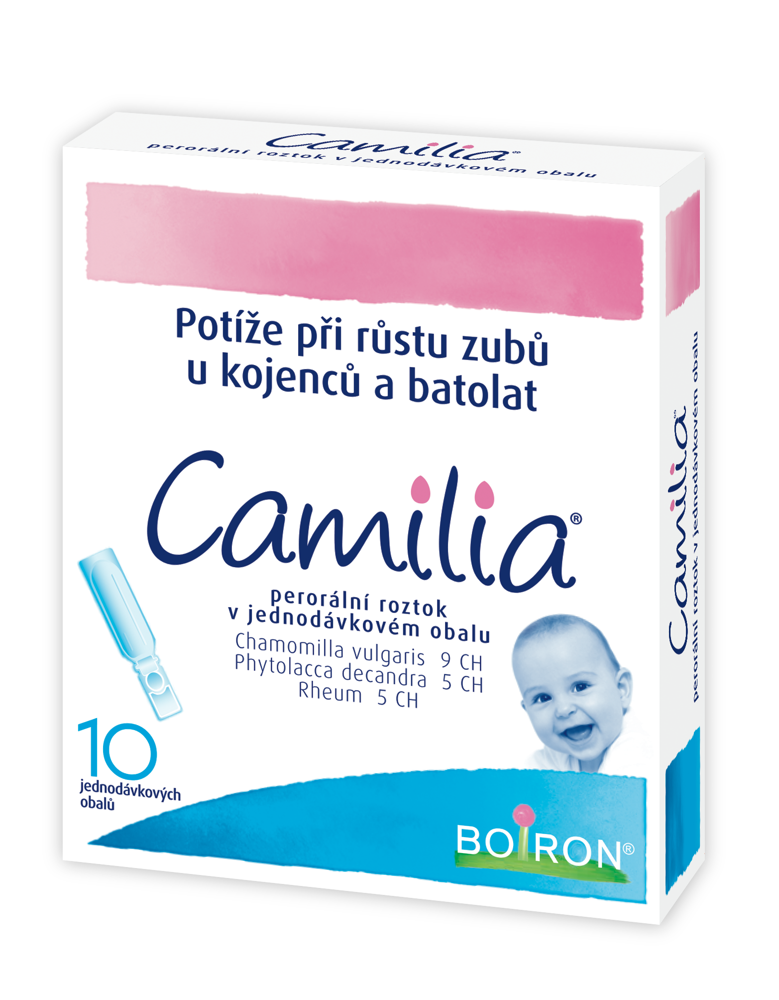 Camilia®
perorální roztok v jednodávkovém obalu
Potíže při růstu zubů
u kojenců a batolat
Camilia®
perorální roztok
v jednodávkovém obalu
Chamomilla vulgaris 9 CH
Phytolacca decandra 5 CH
Rheum 5 CH
10
jednodávkových
obalů
BOIRON®
Camilia®
perorální roztok v jednodávkovém obalu